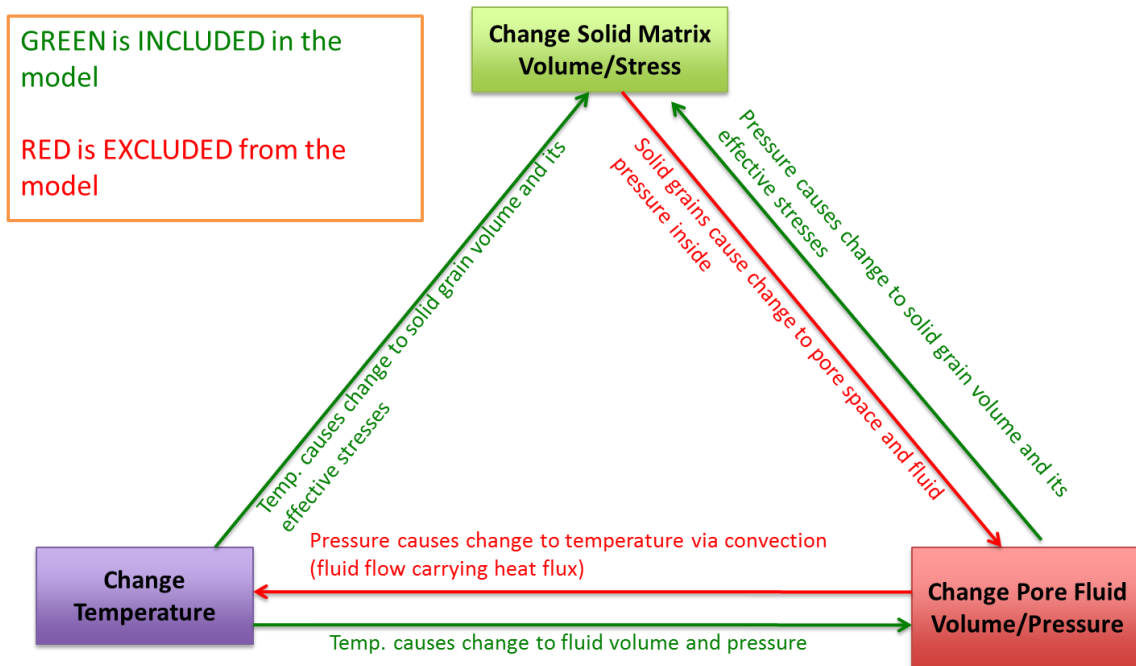 GREEN is INCLUDED in the
model
RED is EXCLUDED from the
model
Change Solid Matrix
Volume/Stress
Temp. causes change to solid grain volume and its
effective stresses
Solid grains cause change to pore space and fluid
pressure inside
Pressure causes change to solid grain volume and its
effective stresses
Pressure causes change to temperature via convection
(fluid flow carrying heat flux)
Change
Temperature
Change Pore Fluid
Volume/Pressure
Temp. causes change to fluid volume and pressure